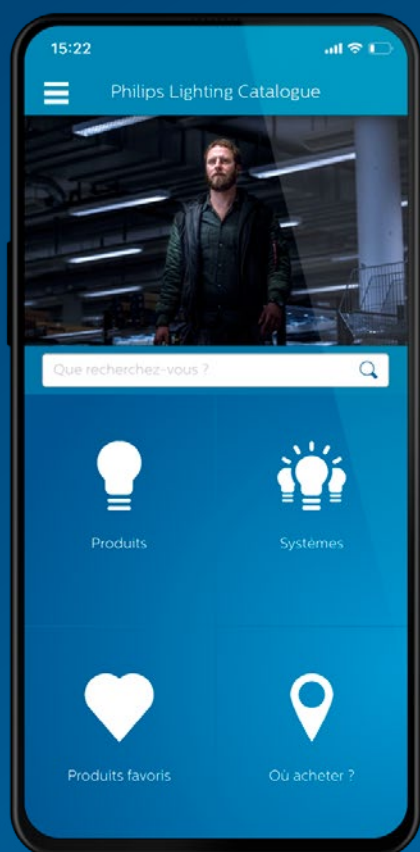 15:22
Philips Lighting Catalogue
Que recherchez-vous ?
Produits
Systèmes
Produits favoris
Où acheter ?